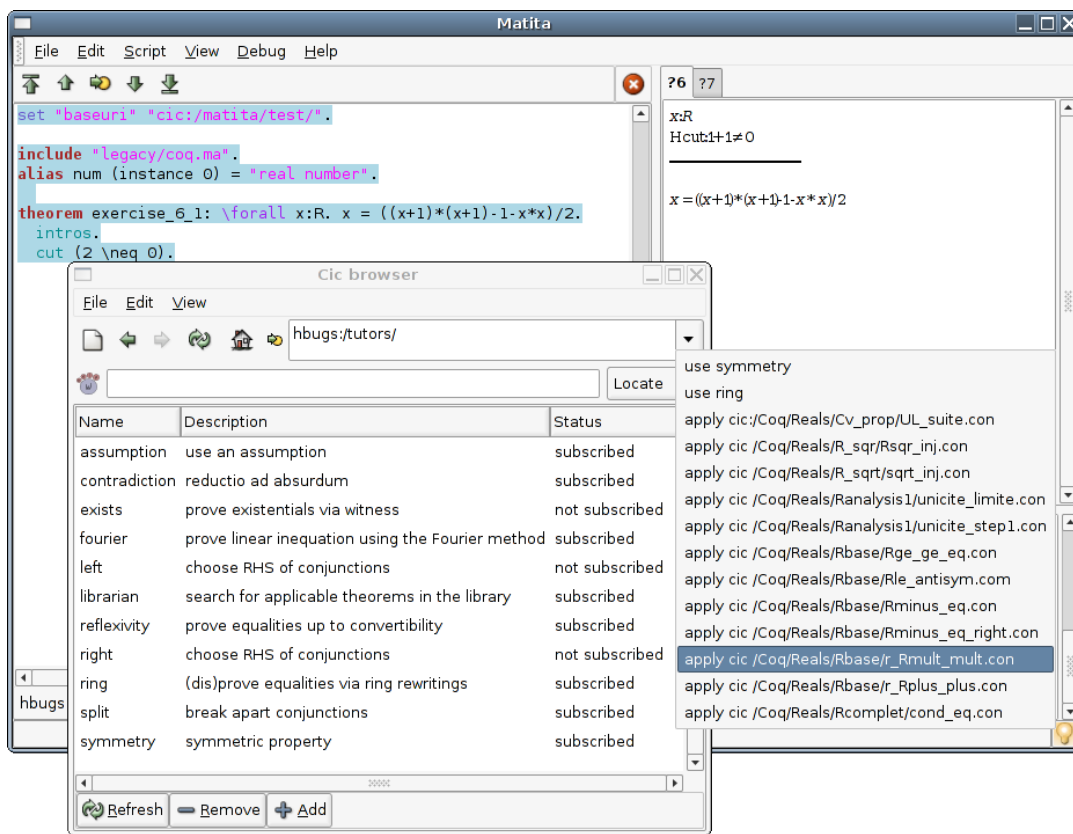 Matita
File Edit Script View Debug Help
set "baseuri" "cic:/matita/test/".
include "legacy/coq.ma".
alias num (instance 0) = "real number".
theorem exercise_6_1: \forall x:R. x = ((x+1)*(x+1)-1-x*x)/2.
intros.
cut (2 \neq 0).
?6 ?7
x:R
Hcut:1+1≠0
x=((x+1)*(x+1)-1-x*x)/2
hbugs
Cic browser
File Edit View
hbugs:/tutors/
Locate
Name Description Status
assumption use an assumption subscribed
contradiction reductio ad absurdum subscribed
exists prove existentials via witness not subscribed
fourier prove linear inequation using the Fourier method subscribed
left choose RHS of conjunctions not subscribed
librarian search for applicable theorems in the library subscribed
reflexivity prove equalities up to convertibility subscribed
right choose RHS of conjunctions not subscribed
ring (dis)prove equalities via ring rewritings subscribed
split break apart conjunctions subscribed
symmetry symmetric property subscribed
Refresh Remove Add
use symmetry
use ring
apply cic:/Coq/Reals/Cv_prop/UL_suite.con
apply cic /Coq/Reals/R_sqr/Rsqr_inj.con
apply cic /Coq/Reals/R_sqrt/sqrt_inj.con
apply cic /Coq/Reals/Ranalysis1/unicite_limite.con
apply cic /Coq/Reals/Ranalysis1/unicite_step1.con
apply cic /Coq/Reals/Rbase/Rge_ge_eq.con
apply cic /Coq/Reals/Rbase/Rle_antisym.com
apply cic /Coq/Reals/Rbase/Rminus_eq.con
apply cic /Coq/Reals/Rbase/Rminus_eq_right.con
apply cic /Coq/Reals/Rbase/r_Rmult_mult.con
apply cic /Coq/Reals/Rbase/r_Rplus_plus.con
apply cic /Coq/Reals/Rcomplet/cond_eq.con